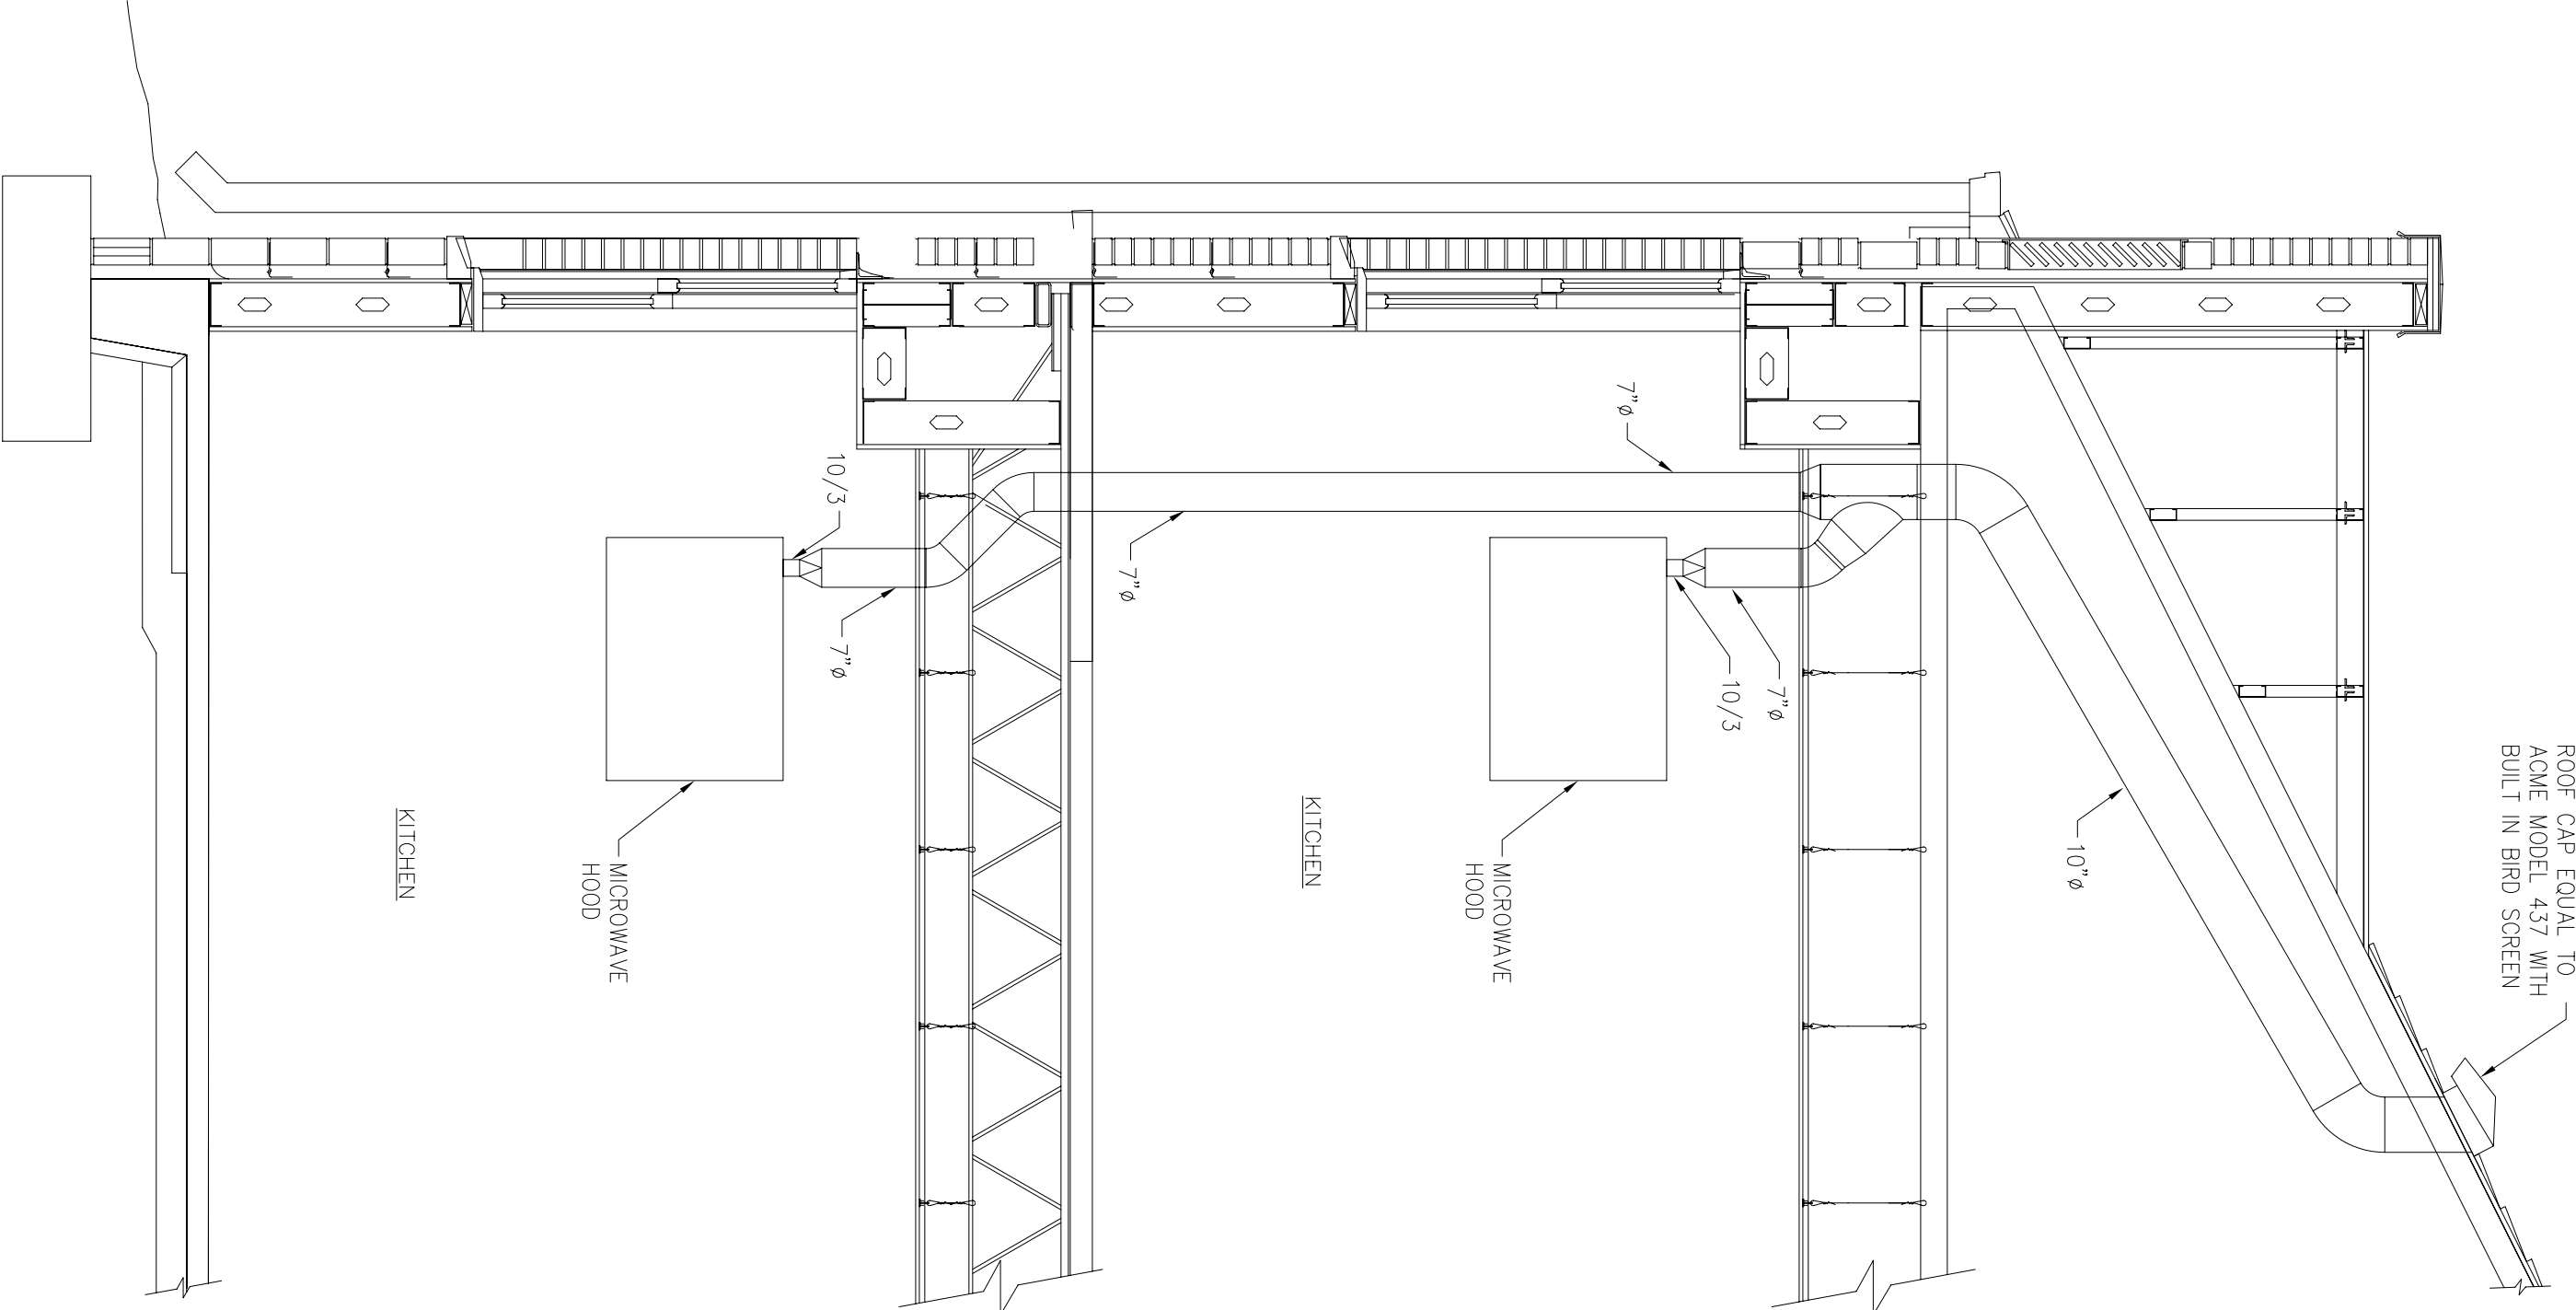 ROOF CAP EQUAL TO
ACME MODEL 437 WITH
BUILT IN BIRD SCREEN
10"ø
7"ø
10/3
7"ø
MICROWAVE
HOOD
KITCHEN
7"ø
10/3
7"ø
MICROWAVE
HOOD
KITCHEN